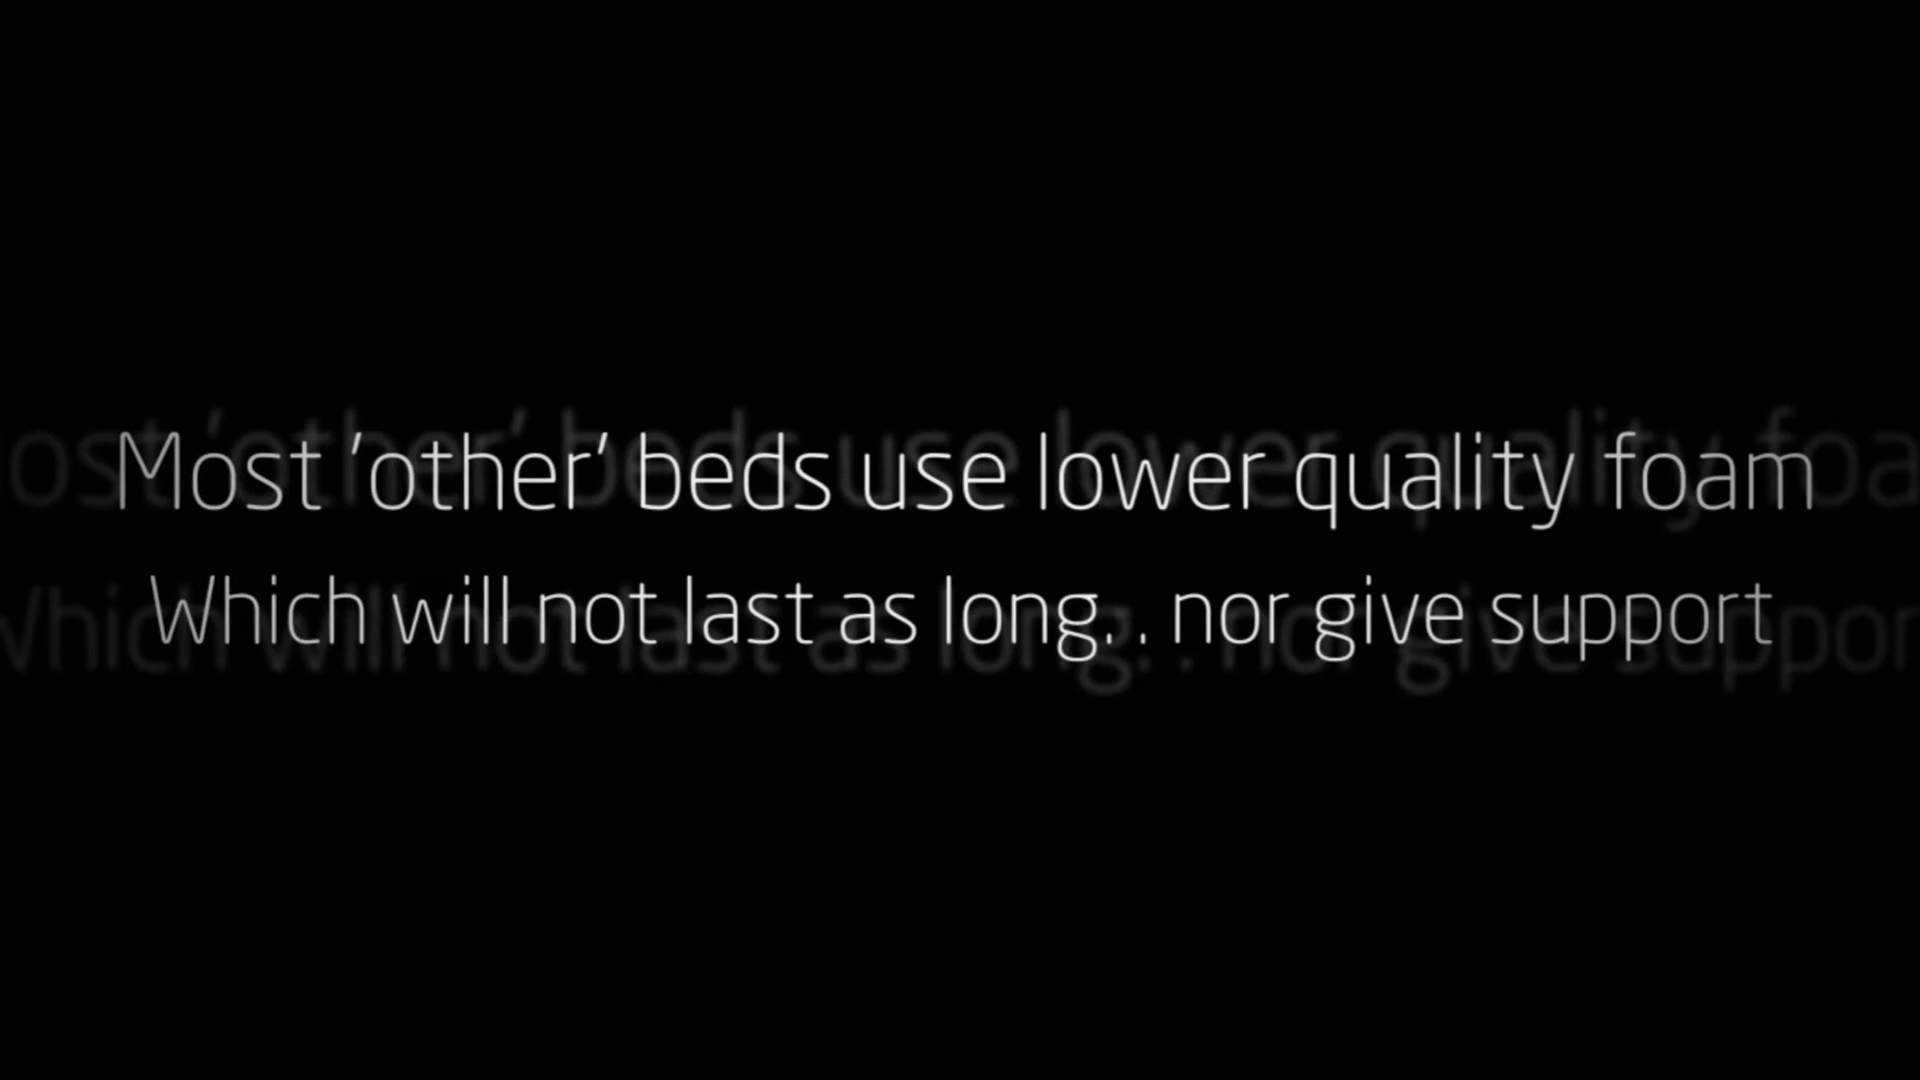 Most 'other' beds use lower quality foam
Which will not last as long.. nor give support